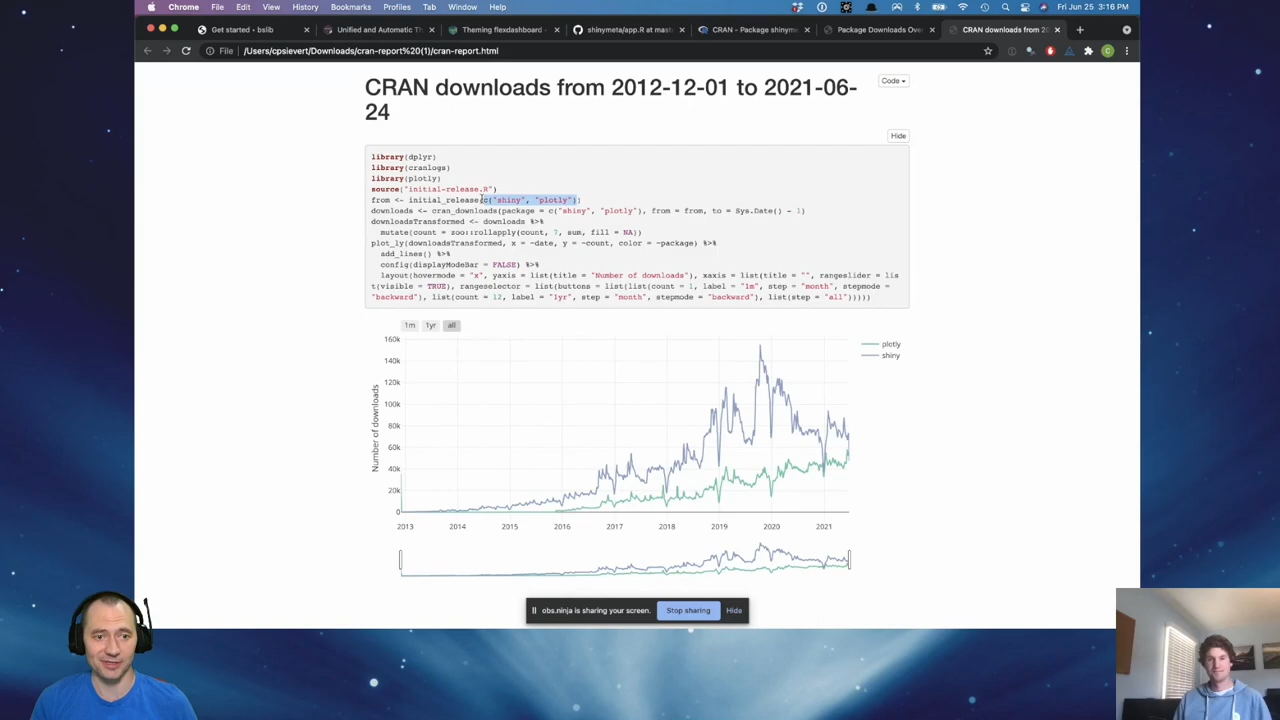 Chrome File Edit View History Bookmarks Profiles Tab Window Help
Fri Jun 25 3:16 PM
Get started • bslib
Unified and Automatic T
Theming flexdashboard •
shinymeta/app.R at mast
CRAN - Package shinyme
Package Downloads Ove
CRAN downloads from 20
File /Users/cpsievert/Downloads/cran-report%20(1)/cran-report.html
C
CRAN downloads from 2012-12-01 to 2021-06-24
Code
Hide
library(dplyr)
library(cranlogs)
library(plotly)
source("initial-release.R")
from <- initial_release(c("shiny", "plotly"))
downloads <- cran_downloads(package = c("shiny", "plotly"), from = from, to = Sys.Date() - 1)
downloadsTransformed <- downloads %>%
mutate(count = zoo::rollapply(count, 7, sum, fill = NA))
plot_ly(downloadsTransformed, x = ~date, y = ~count, color = ~package) %>%
add_lines() %>%
config(displayModeBar = FALSE) %>%
layout(hovermode = "x", yaxis = list(title = "Number of downloads"), xaxis = list(title = "", rangeslider = lis
t(visible = TRUE), rangeselector = list(buttons = list(list(count = 1, label = "1m", step = "month", stepmode =
"backward"), list(count = 12, label = "1yr", step = "month", stepmode = "backward"), list(step = "all")))))
1m 1yr all
160k
140k
120k
100k
80k
60k
40k
20k
0
Number of downloads
plotly
shiny
2013 2014 2015 2016 2017 2018 2019 2020 2021
obs.ninja is sharing your screen. Stop sharing Hide